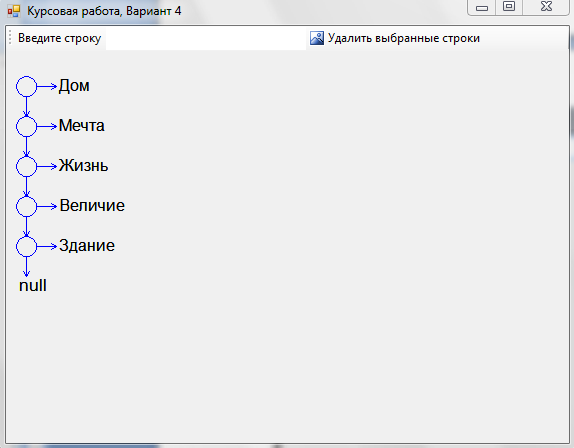 Курсовая работа, Вариант 4
Введите строку Удалить выбранные строки
Дом
Мечта
Жизнь
Величие
Здание
null